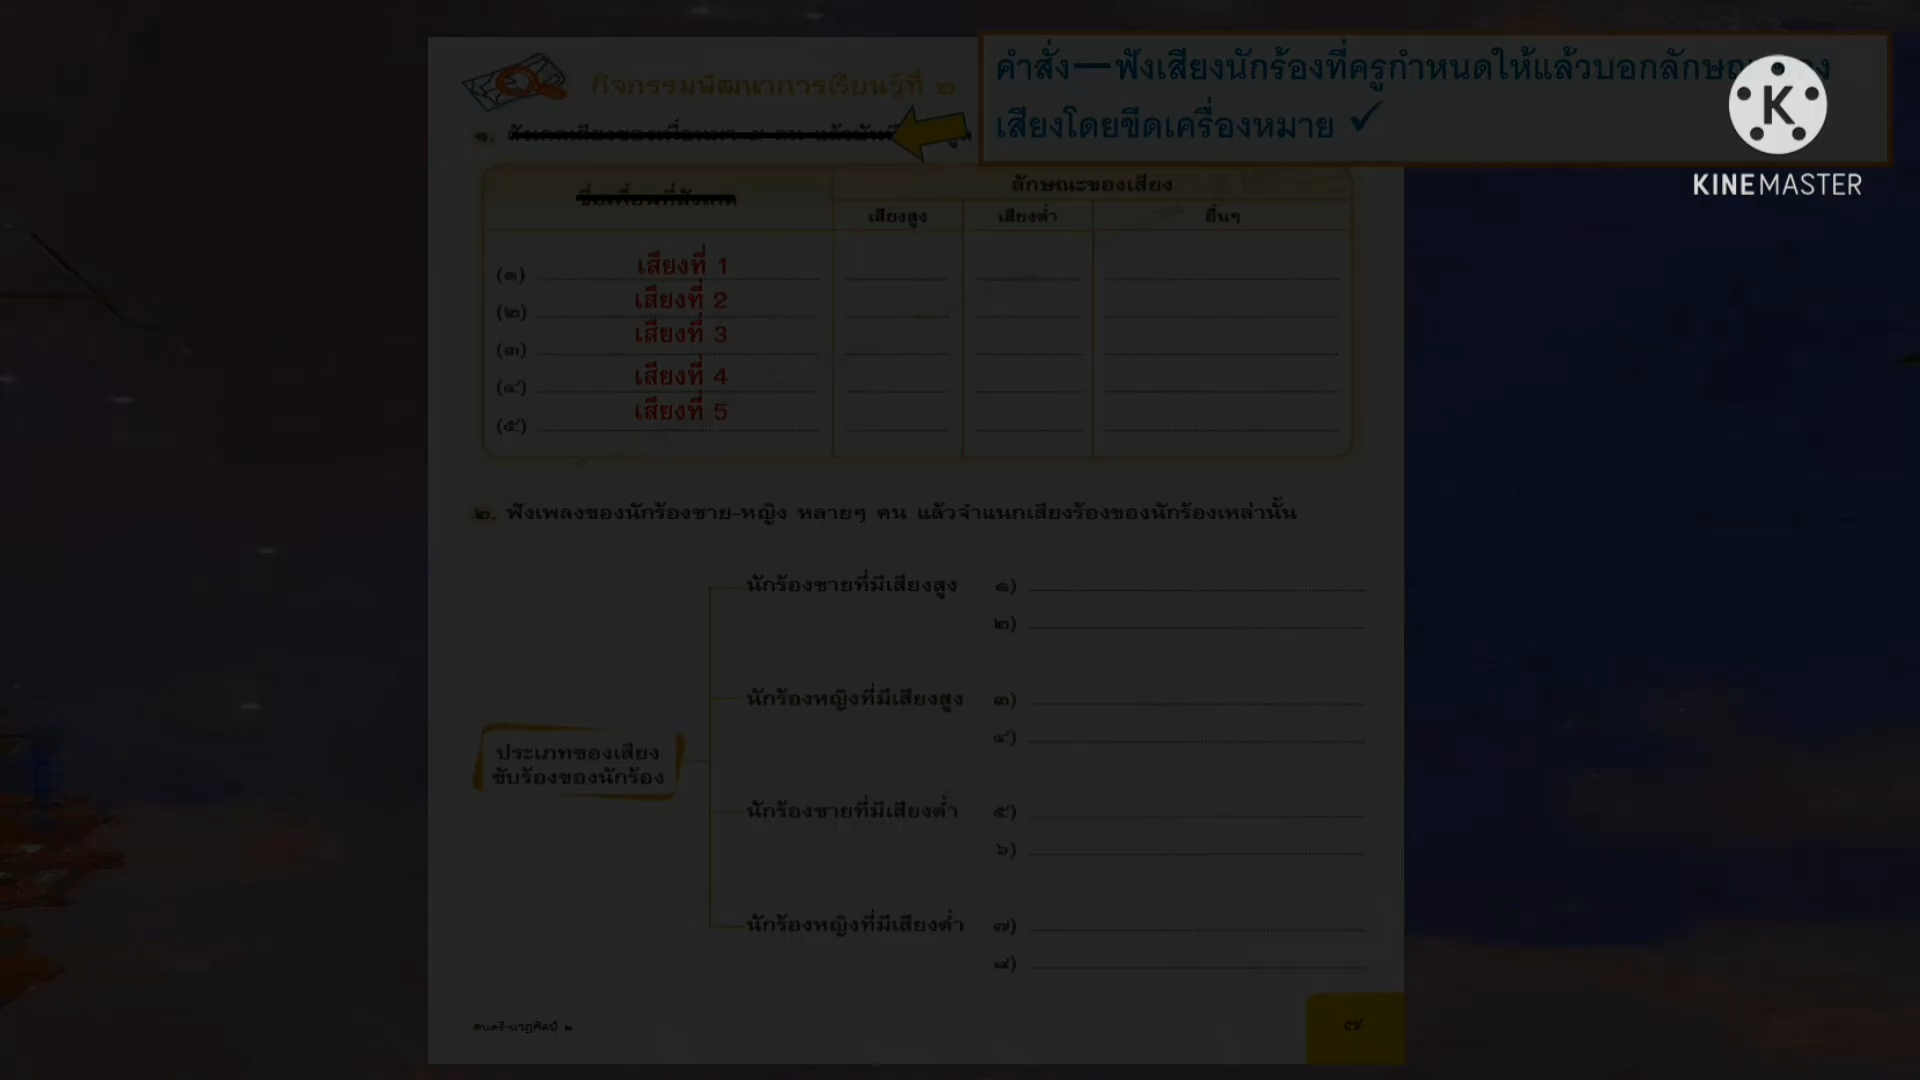 กิจกรรมพัฒนาการเรียนรู้ที่ ๒
คำสั่ง—ฟังเสียงนักร้องที่ครูกำหนดให้แล้วบอกลักษณะของ
เสียงโดยขีดเครื่องหมาย ✓
KINEMASTER
๑.
ลักษณะของเสียง
เสียงสูง เสียงต่ำ อื่นๆ
(๑) เสียงที่ 1
(๒) เสียงที่ 2
(๓) เสียงที่ 3
(๔) เสียงที่ 4
(๕) เสียงที่ 5
๒. ฟังเพลงของนักร้องชาย-หญิง หลายๆ คน แล้วจำแนกเสียงร้องของนักร้องเหล่านั้น
นักร้องชายที่มีเสียงสูง ๑)
๒)
นักร้องหญิงที่มีเสียงสูง ๓)
๔)
ประเภทของเสียง
ขับร้องของนักร้อง
นักร้องชายที่มีเสียงต่ำ ๕)
๖)
นักร้องหญิงที่มีเสียงต่ำ ๗)
๘)
ดนตรี-นาฏศิลป์ ๒
๗